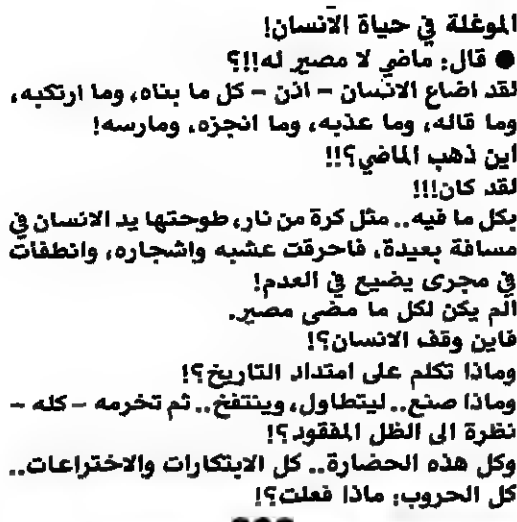 الموغلة في حياة الانسان!
● قال: ماضي لا مصير له!!؟
لقد اضاع الانسان – اذن – كل ما بناه، وما ارتكبه،
وما قاله، وما عذبه، وما انجزه، ومارسه!
اين ذهب الماضي؟!!
لقد كان!!!
بكل ما فيه.. مثل كرة من نار، طوحتها يد الانسان في
مسافة بعيدة، فاحرقت عشبه واشجاره، وانطفأت
في مجرى يضيع في العدم!
الم يكن لكل ما مضى مصير.
فاين وقف الانسان؟!
وماذا تكلم على امتداد التاريخ؟!
وماذا صنع.. ليتطاول، وينتفخ.. ثم تخرمه – كله –
نظرة الى الظل المفقود؟!
وكل هذه الحضارة.. كل الابتكارات والاختراعات..
كل الحروب: ماذا فعلت؟!